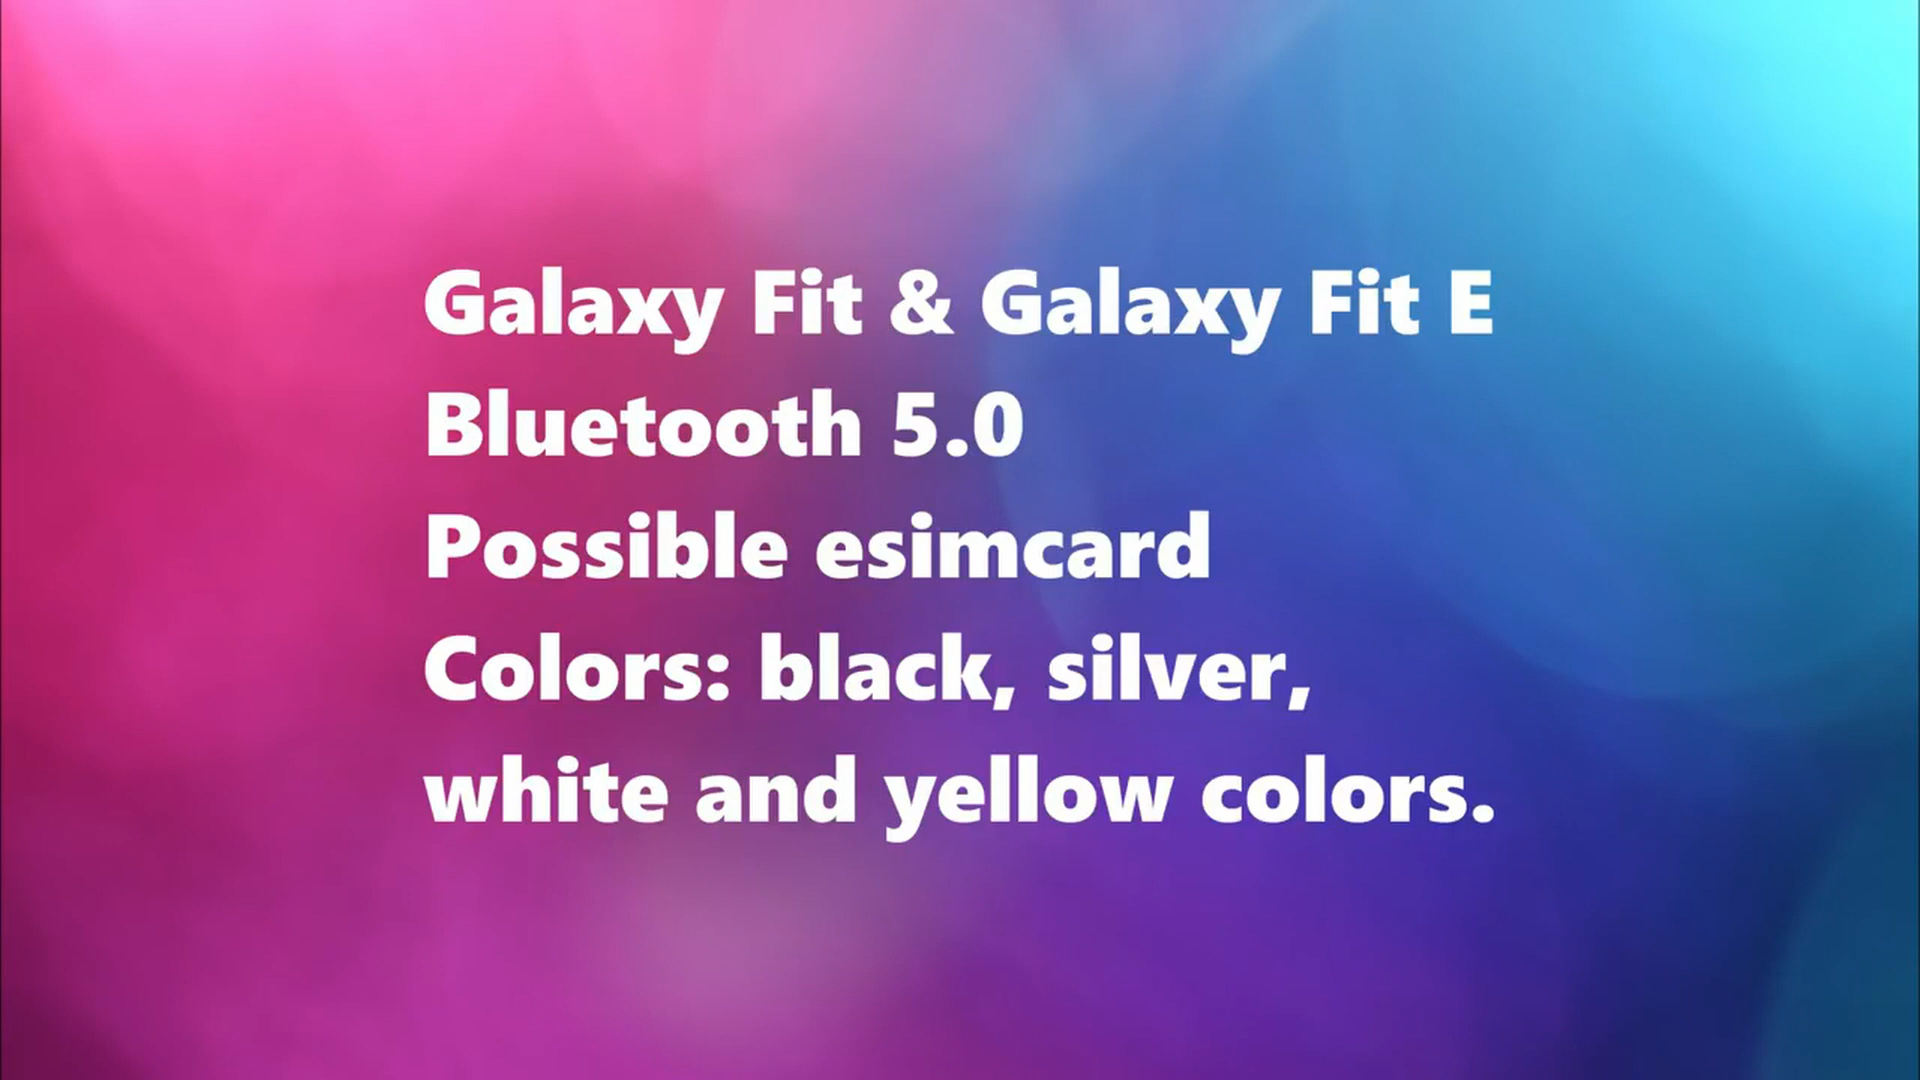 Galaxy Fit & Galaxy Fit E
Bluetooth 5.0
Possible esimcard
Colors: black, silver,
white and yellow colors.